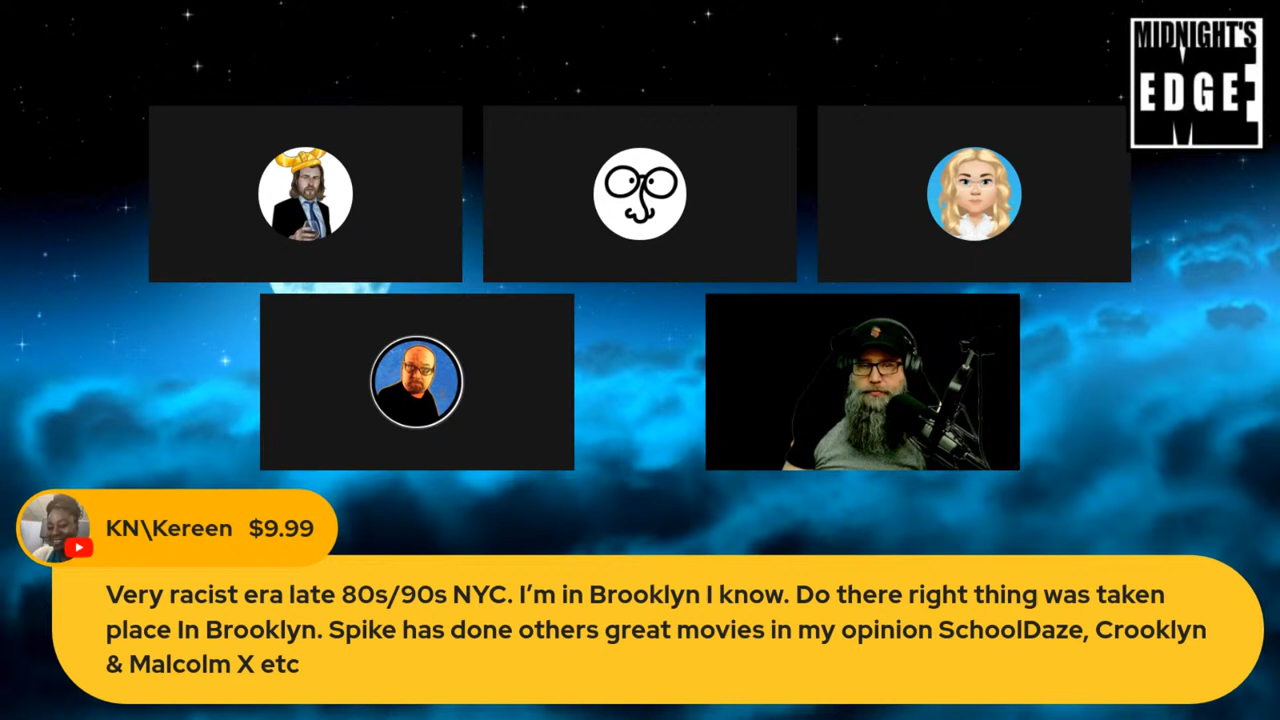 MIDNIGHT'S
EDGE
KN\Kereen $9.99
Very racist era late 80s/90s NYC. I’m in Brooklyn I know. Do there right thing was taken
place In Brooklyn. Spike has done others great movies in my opinion SchoolDaze, Crooklyn
& Malcolm X etc